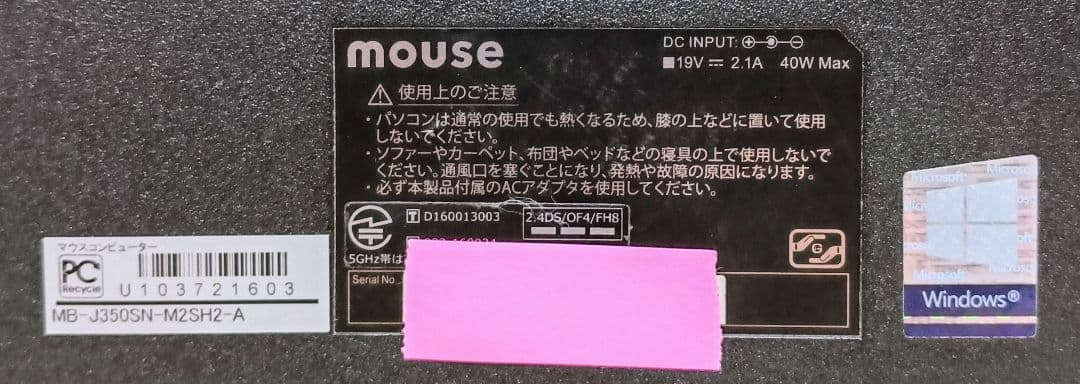 mouse
DC INPUT:
19V 2.1A 40W Max
使用上のご注意
・パソコンは通常の使用でも熱くなるため、膝の上などに置いて使用
しないでください。
・ソファーやカーペット、布団やベッドなどの寝具の上で使用しないで
ください。通風口を塞ぐことになり、発熱や故障の原因になります。
・必ず本製品付属のACアダプタを使用してください。
T D160013003
2.4DS/OF4/FH8
5GHz帯は
Serial No.
G
マウスコンピューター
PC
Recycle
U103721603
MB-J350SN-M2SH2-A
Microsoft
Microsoft
Microsoft
Microsoft
Windows®